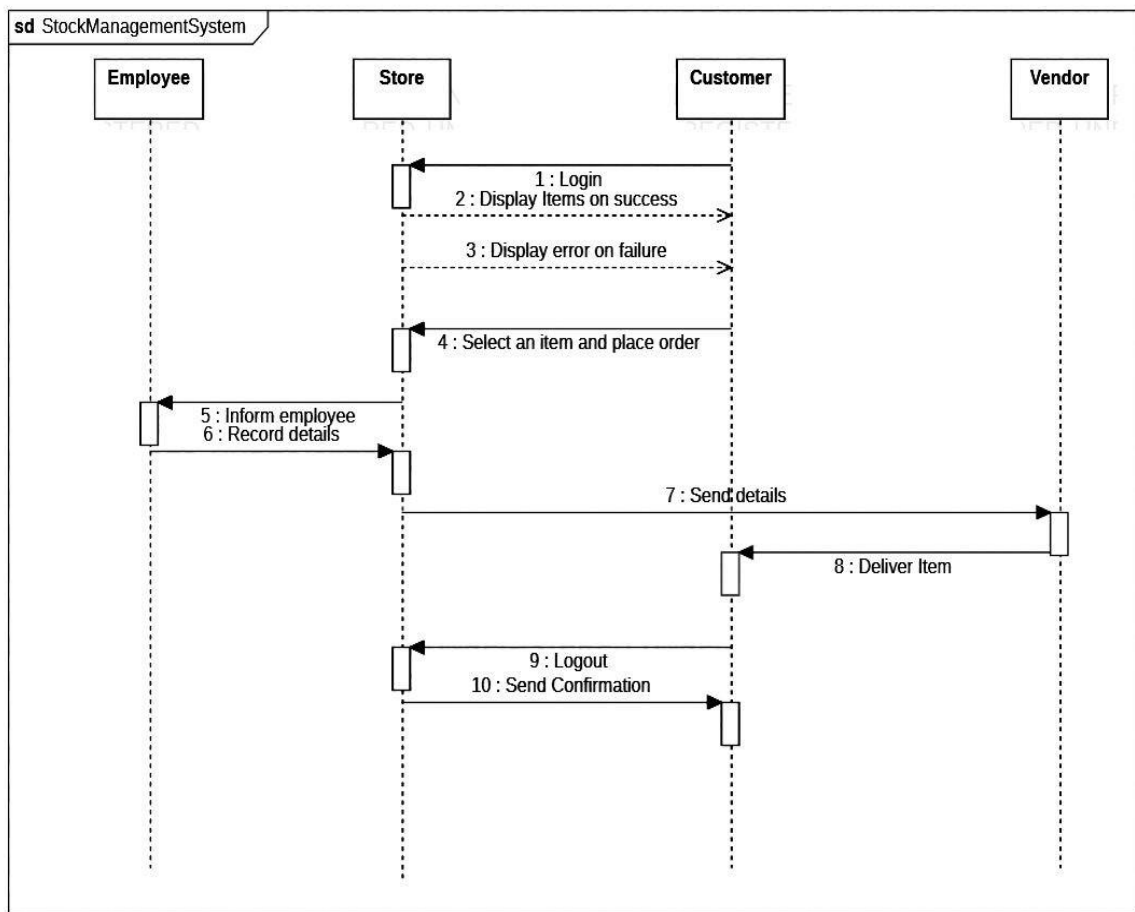 sd StockManagementSystem
Employee
Store
Customer
Vendor
1 : Login
2 : Display Items on success
3 : Display error on failure
4 : Select an item and place order
5 : Inform employee
6 : Record details
7 : Send details
8 : Deliver Item
9 : Logout
10 : Send Confirmation